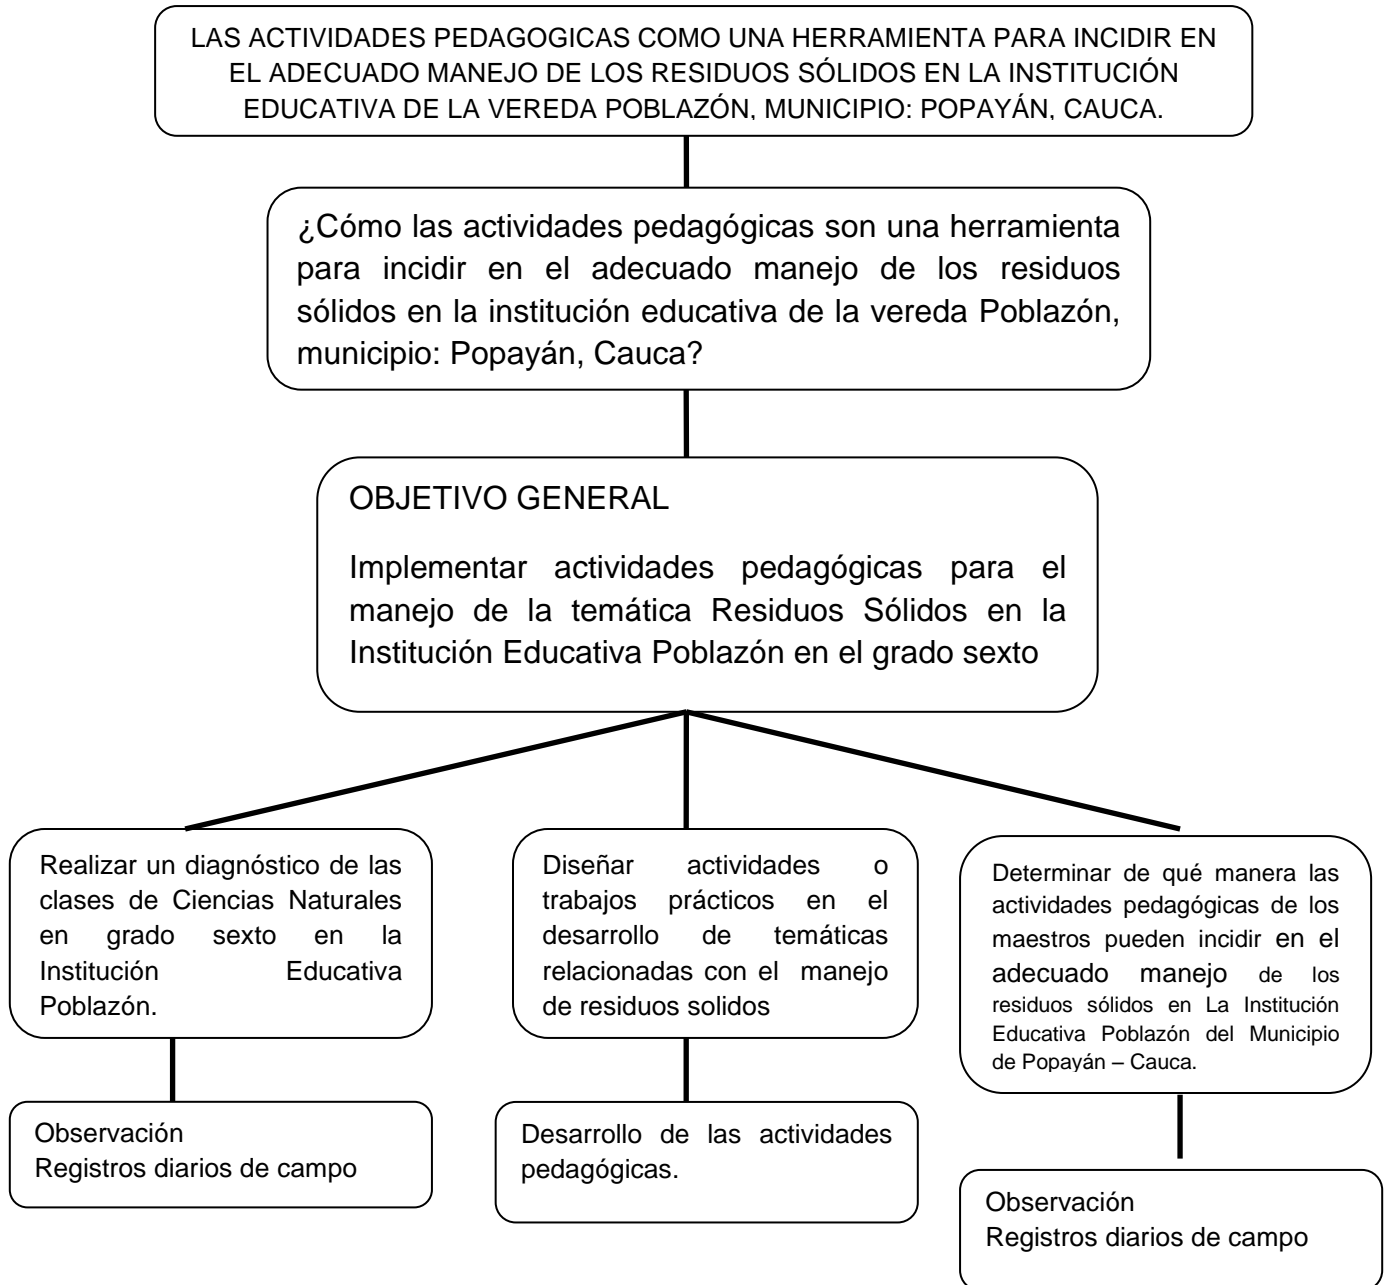 LAS ACTIVIDADES PEDAGOGICAS COMO UNA HERRAMIENTA PARA INCIDIR EN
EL ADECUADO MANEJO DE LOS RESIDUOS SÓLIDOS EN LA INSTITUCIÓN
EDUCATIVA DE LA VEREDA POBLAZÓN, MUNICIPIO: POPAYÁN, CAUCA.
¿Cómo las actividades pedagógicas son una herramienta
para incidir en el adecuado manejo de los residuos
sólidos en la institución educativa de la vereda Poblazón,
municipio: Popayán, Cauca?
OBJETIVO GENERAL
Implementar actividades pedagógicas para el
manejo de la temática Residuos Sólidos en la
Institución Educativa Poblazón en el grado sexto
Realizar un diagnóstico de las
clases de Ciencias Naturales
en grado sexto en la
Institución Educativa
Poblazón.
Diseñar actividades o
trabajos prácticos en el
desarrollo de temáticas
relacionadas con el manejo
de residuos solidos
Determinar de qué manera las
actividades pedagógicas de los
maestros pueden incidir en el
adecuado manejo de los
residuos sólidos en La Institución
Educativa Poblazón del Municipio
de Popayán – Cauca.
Observación
Registros diarios de campo
Desarrollo de las actividades
pedagógicas.
Observación
Registros diarios de campo